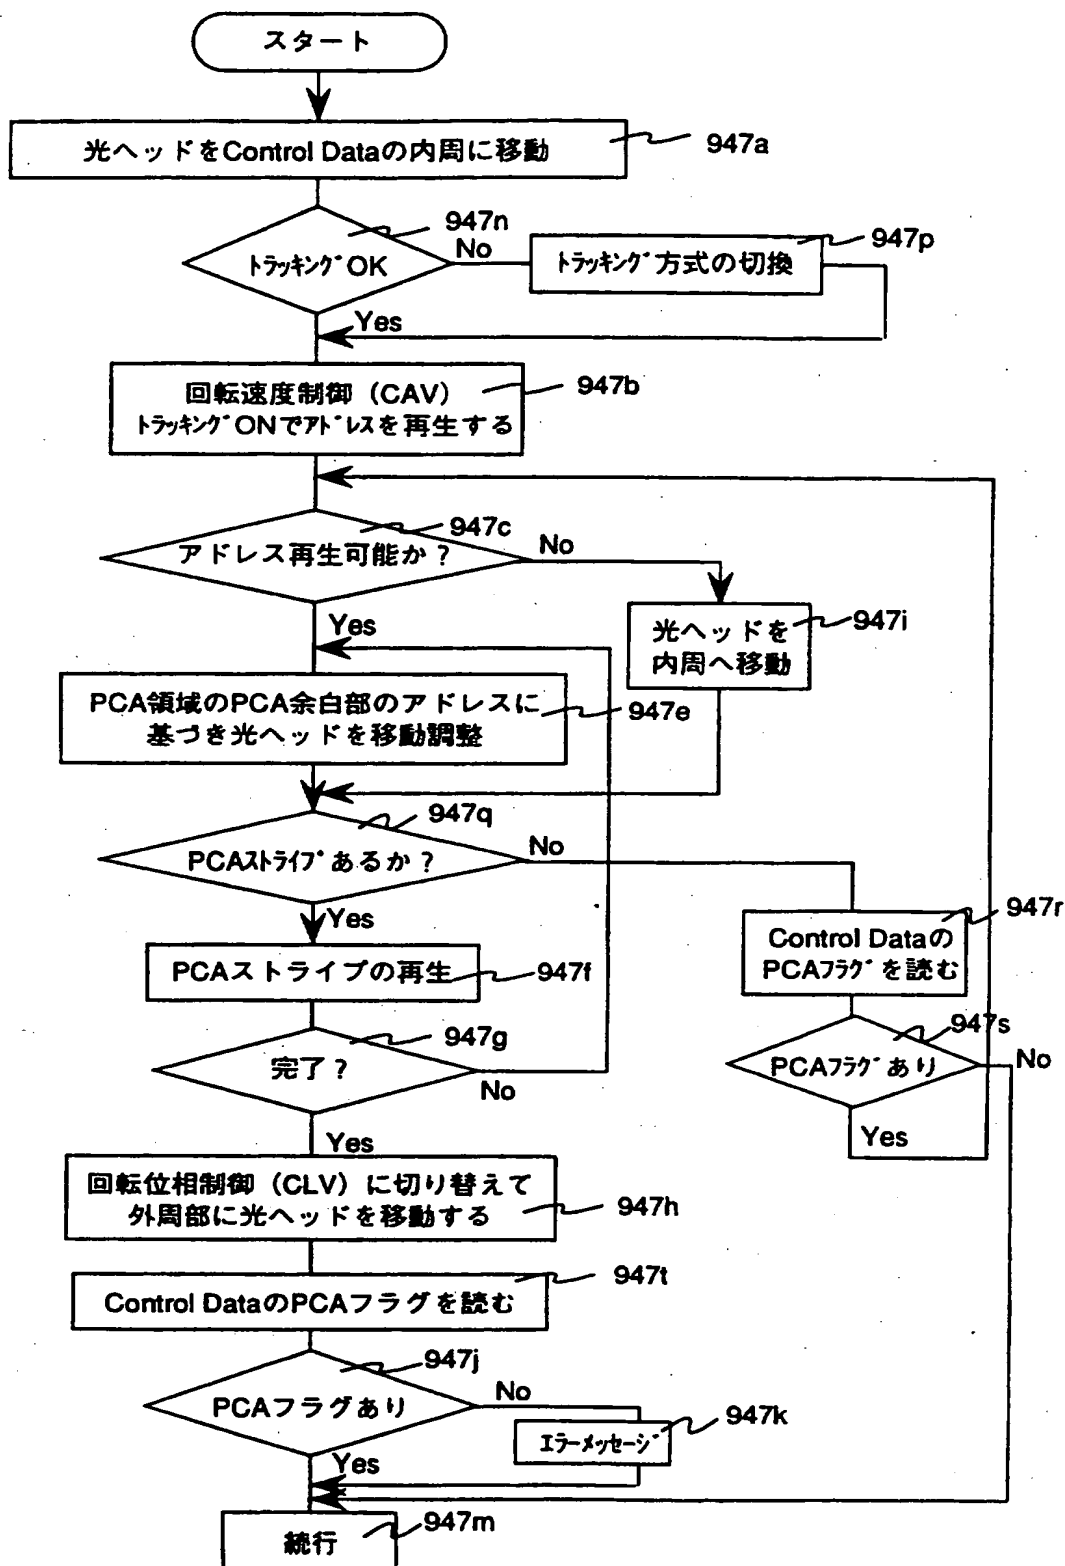 スタート
光ヘッドをControl Dataの内周に移動
947a
947n
トラッキングOK
No
947p
トラッキング方式の切換
Yes
回転速度制御（CAV）
トラッキングONでアドレスを再生する
947b
947c
アドレス再生可能か？
No
Yes
光ヘッドを
内周へ移動
947i
PCA領域のPCA余白部のアドレスに
基づき光ヘッドを移動調整
947e
947q
PCAストライプあるか？
No
Yes
947r
Control Dataの
PCAフラグを読む
PCAストライプの再生
947f
947g
完了？
No
947s
PCAフラグあり
No
Yes
Yes
回転位相制御（CLV）に切り替えて
外周部に光ヘッドを移動する
947h
947t
Control DataのPCAフラグを読む
947j
PCAフラグあり
No
947k
エラーメッセージ
Yes
続行
947m